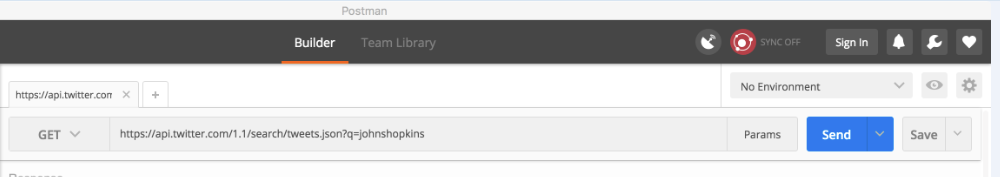 Postman
Builder Team Library SYNC OFF Sign In
https://api.twitter.com × +
No Environment
GET https://api.twitter.com/1.1/search/tweets.json?q=johnshopkins Params Send Save
Response